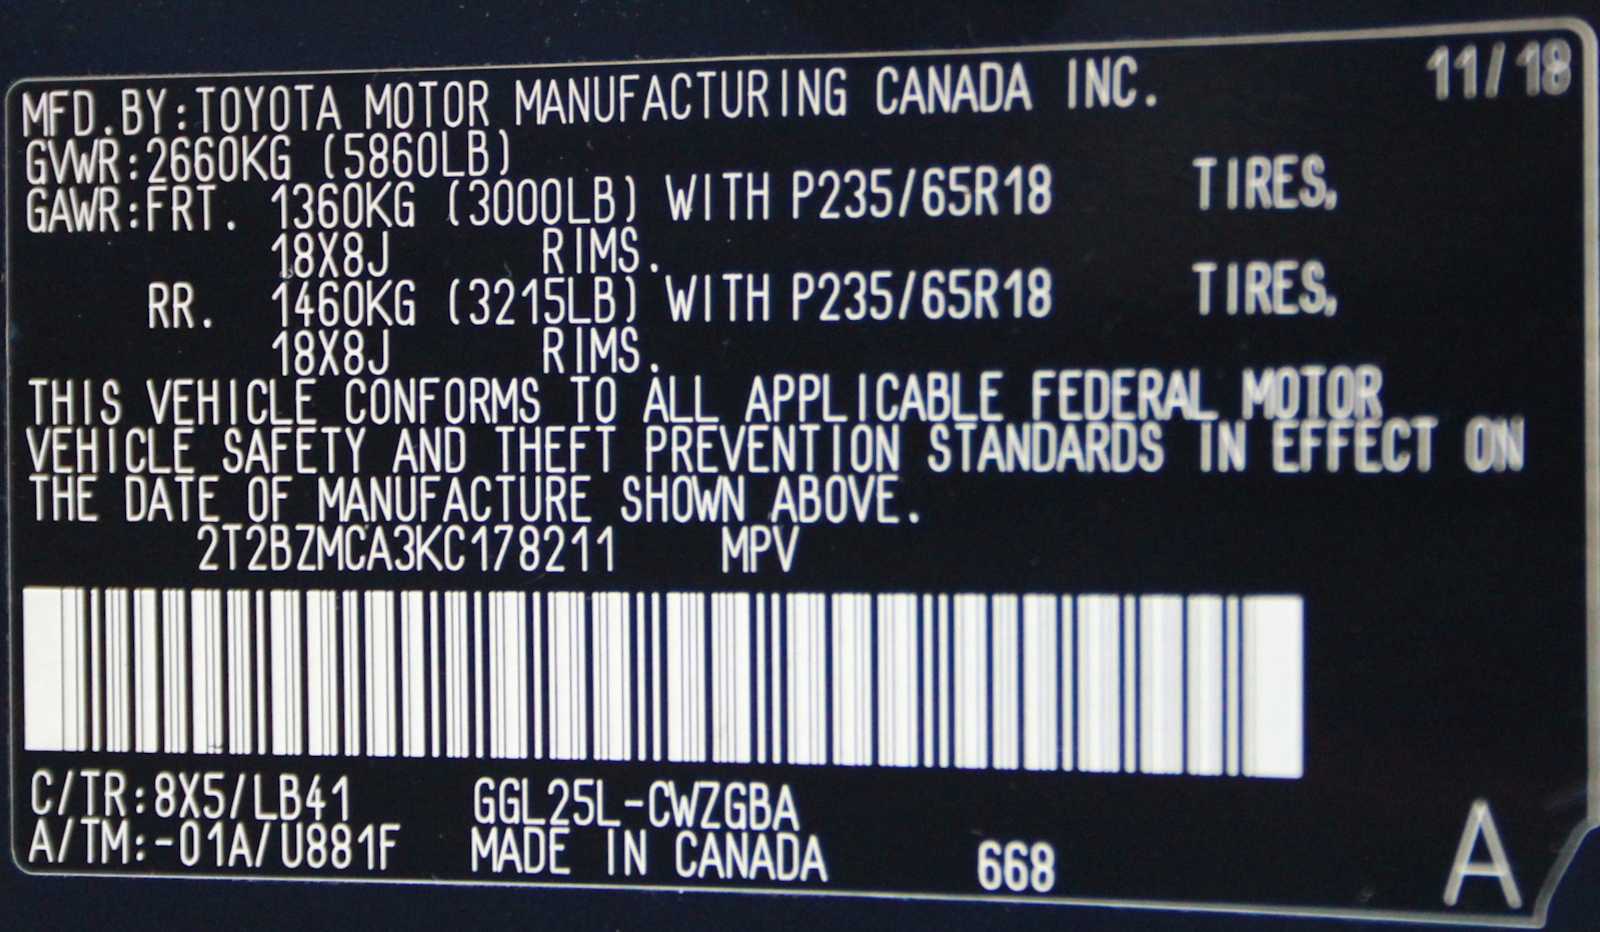 11/18
MFD.BY:TOYOTA MOTOR MANUFACTURING CANADA INC.
GVWR:2660KG (5860LB)
GAWR:FRT. 1360KG (3000LB) WITH P235/65R18 TIRES,
18X8J RIMS.
RR. 1460KG (3215LB) WITH P235/65R18 TIRES,
18X8J RIMS.
THIS VEHICLE CONFORMS TO ALL APPLICABLE FEDERAL MOTOR
VEHICLE SAFETY AND THEFT PREVENTION STANDARDS IN EFFECT ON
THE DATE OF MANUFACTURE SHOWN ABOVE.
2T2BZMCA3KC178211 MPV
C/TR:8X5/LB41 GGL25L-CWZGBA
A/TM:-01A/U881F MADE IN CANADA 668
A